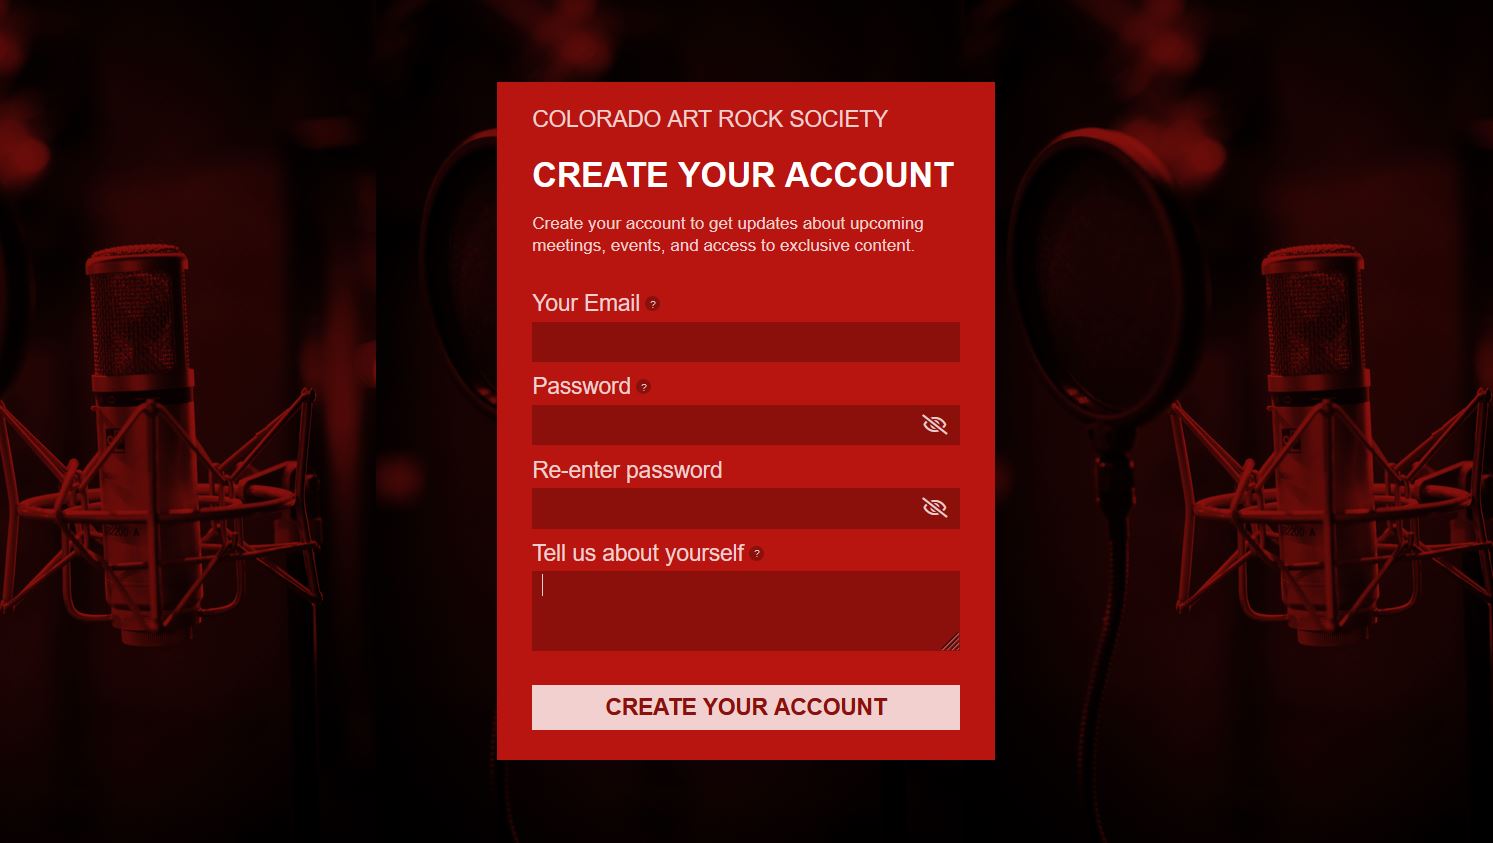 COLORADO ART ROCK SOCIETY
CREATE YOUR ACCOUNT
Create your account to get updates about upcoming
meetings, events, and access to exclusive content.
Your Email ?
Password ?
Re-enter password
Tell us about yourself ?
CREATE YOUR ACCOUNT